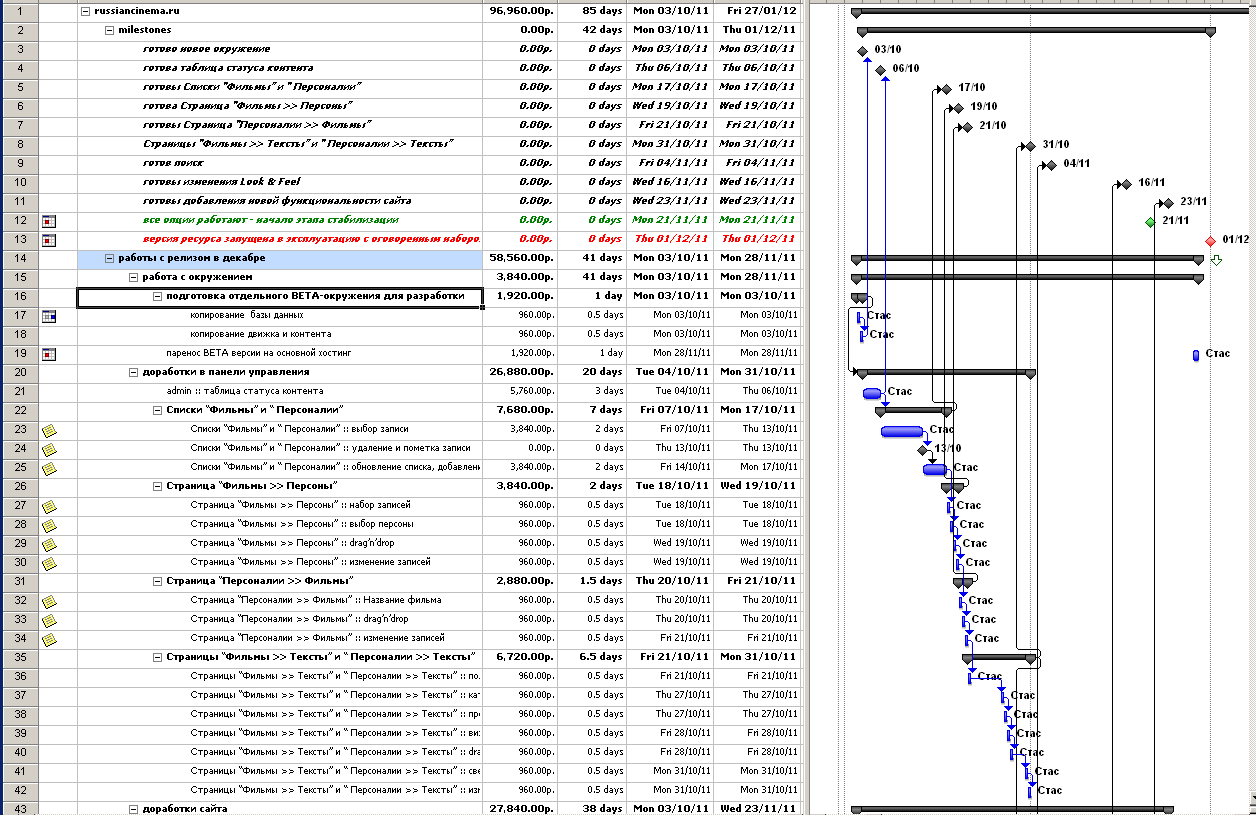 1 russiancinema.ru 96,960.00р. 85 days Mon 03/10/11 Fri 27/01/12
2 milestones 0.00р. 42 days Mon 03/10/11 Thu 01/12/11
3 готово новое окружение 0.00р. 0 days Mon 03/10/11 Mon 03/10/11 03/10
4 готова таблица статуса контента 0.00р. 0 days Thu 06/10/11 Thu 06/10/11 06/10
5 готовы Списки "Фильмы" и " Персоналии" 0.00р. 0 days Mon 17/10/11 Mon 17/10/11 17/10
6 готова Страница "Фильмы >> Персоны" 0.00р. 0 days Wed 19/10/11 Wed 19/10/11 19/10
7 готовы Страница "Персоналии >> Фильмы" 0.00р. 0 days Fri 21/10/11 Fri 21/10/11 21/10
8 Страницы "Фильмы >> Тексты" и " Персоналии >> Тексты" 0.00р. 0 days Mon 31/10/11 Mon 31/10/11 31/10
9 готов поиск 0.00р. 0 days Fri 04/11/11 Fri 04/11/11 04/11
10 готовы изменения Look & Feel 0.00р. 0 days Wed 16/11/11 Wed 16/11/11 16/11
11 готовы добавления новой функциональности сайта 0.00р. 0 days Wed 23/11/11 Wed 23/11/11 23/11
12 все опции работают - начало этапа стабилизации 0.00р. 0 days Mon 21/11/11 Mon 21/11/11 21/11
13 версия ресурса запущена в эксплуатацию с оговоренным наборо 0.00р. 0 days Thu 01/12/11 Thu 01/12/11 01/12
14 работы с релизом в декабре 58,560.00р. 41 days Mon 03/10/11 Mon 28/11/11
15 работа с окружением 3,840.00р. 41 days Mon 03/10/11 Mon 28/11/11
16 подготовка отдельного BETA-окружения для разработки 1,920.00р. 1 day Mon 03/10/11 Mon 03/10/11
17 копирование базы данных 960.00р. 0.5 days Mon 03/10/11 Mon 03/10/11 Стас
18 копирование движка и контента 960.00р. 0.5 days Mon 03/10/11 Mon 03/10/11 Стас
19 паренос BETA версии на основной хостинг 1,920.00р. 1 day Mon 28/11/11 Mon 28/11/11 Стас
20 доработки в панели управления 26,880.00р. 20 days Tue 04/10/11 Mon 31/10/11
21 admin :: таблица статуса контента 5,760.00р. 3 days Tue 04/10/11 Thu 06/10/11 Стас
22 Списки "Фильмы" и " Персоналии" 7,680.00р. 7 days Fri 07/10/11 Mon 17/10/11
23 Списки "Фильмы" и " Персоналии" :: выбор записи 3,840.00р. 2 days Fri 07/10/11 Thu 13/10/11 Стас
24 Списки "Фильмы" и " Персоналии" :: удаление и пометка записи 0.00р. 0 days Thu 13/10/11 Thu 13/10/11 13/10
25 Списки "Фильмы" и " Персоналии" :: обновление списка, добавлени 3,840.00р. 2 days Fri 14/10/11 Mon 17/10/11 Стас
26 Страница "Фильмы >> Персоны" 3,840.00р. 2 days Tue 18/10/11 Wed 19/10/11
27 Страница "Фильмы >> Персоны" :: набор записей 960.00р. 0.5 days Tue 18/10/11 Tue 18/10/11 Стас
28 Страница "Фильмы >> Персоны" :: выбор персоны 960.00р. 0.5 days Tue 18/10/11 Tue 18/10/11 Стас
29 Страница "Фильмы >> Персоны" :: drag'n'drop 960.00р. 0.5 days Wed 19/10/11 Wed 19/10/11 Стас
30 Страница "Фильмы >> Персоны" :: изменение записей 960.00р. 0.5 days Wed 19/10/11 Wed 19/10/11 Стас
31 Страница "Персоналии >> Фильмы" 2,880.00р. 1.5 days Thu 20/10/11 Fri 21/10/11
32 Страница "Персоналии >> Фильмы" :: Название фильма 960.00р. 0.5 days Thu 20/10/11 Thu 20/10/11 Стас
33 Страница "Персоналии >> Фильмы" :: drag'n'drop 960.00р. 0.5 days Thu 20/10/11 Thu 20/10/11 Стас
34 Страница "Персоналии >> Фильмы" :: изменение записей 960.00р. 0.5 days Fri 21/10/11 Fri 21/10/11 Стас
35 Страницы "Фильмы >> Тексты" и " Персоналии >> Тексты" 6,720.00р. 6.5 days Fri 21/10/11 Mon 31/10/11
36 Страницы "Фильмы >> Тексты" и " Персоналии >> Тексты" :: по. 960.00р. 0.5 days Fri 21/10/11 Fri 21/10/11 Стас
37 Страницы "Фильмы >> Тексты" и " Персоналии >> Тексты" :: кат 960.00р. 0.5 days Thu 27/10/11 Thu 27/10/11 Стас
38 Страницы "Фильмы >> Тексты" и " Персоналии >> Тексты" :: пр 960.00р. 0.5 days Thu 27/10/11 Thu 27/10/11 Стас
39 Страницы "Фильмы >> Тексты" и " Персоналии >> Тексты" :: ви 960.00р. 0.5 days Fri 28/10/11 Fri 28/10/11 Стас
40 Страницы "Фильмы >> Тексты" и " Персоналии >> Тексты" :: dra 960.00р. 0.5 days Fri 28/10/11 Fri 28/10/11 Стас
41 Страницы "Фильмы >> Тексты" и " Персоналии >> Тексты" :: све 960.00р. 0.5 days Mon 31/10/11 Mon 31/10/11 Стас
42 Страницы "Фильмы >> Тексты" и " Персоналии >> Тексты" :: из 960.00р. 0.5 days Mon 31/10/11 Mon 31/10/11 Стас
43 доработки сайта 27,840.00р. 38 days Mon 03/10/11 Wed 23/11/11